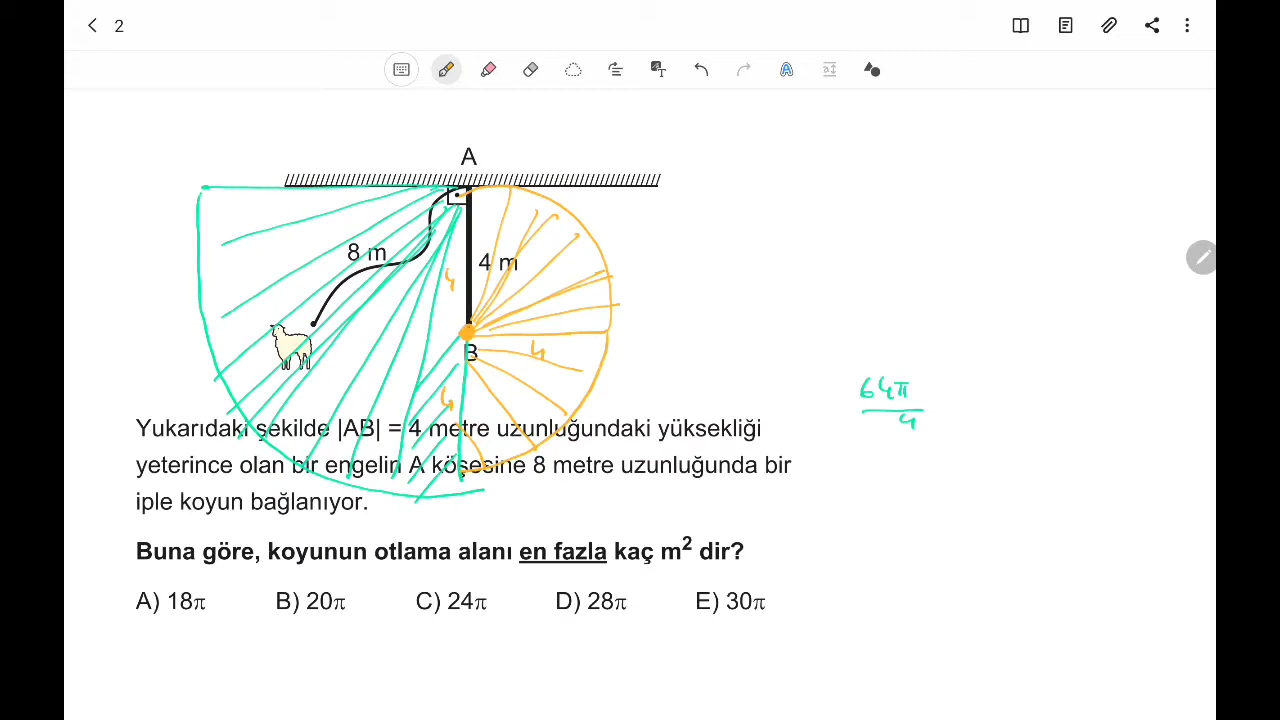 2
A
8 m
4 m
4
B
4
4
64π
4
Yukarıdaki şekilde |AB| = 4 metre uzunluğundaki yüksekliği
yeterince olan bir engelin A köşesine 8 metre uzunluğunda bir
iple koyun bağlanıyor.
Buna göre, koyunun otlama alanı en fazla kaç m² dir?
A) 18π B) 20π C) 24π D) 28π E) 30π